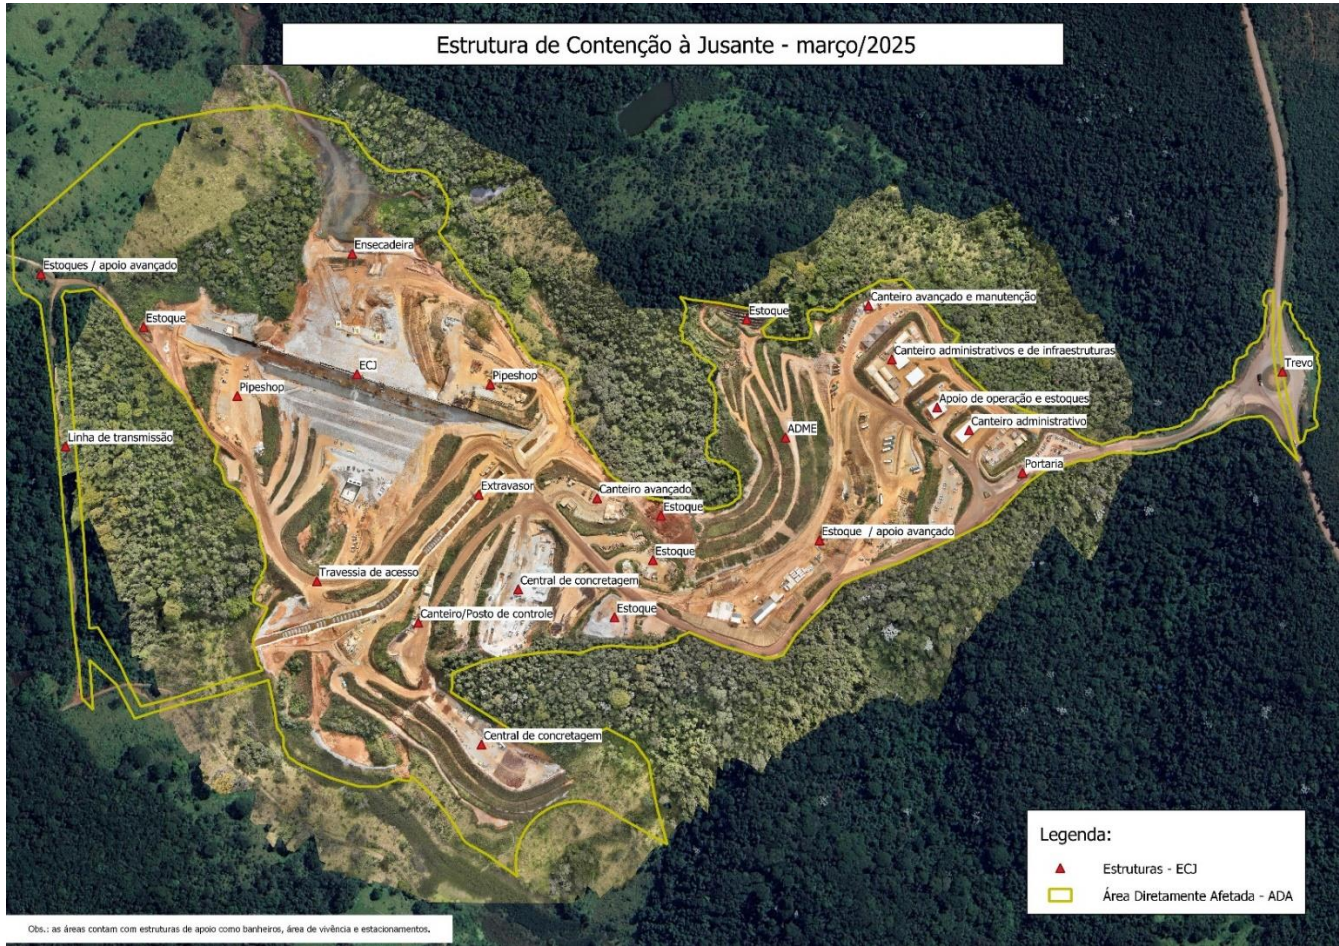 Estrutura de Contenção à Jusante - março/2025
Ensecadeira
Estoques / apoio avançado
Estoque
Estoque
Canteiro avançado e manutenção
Canteiro administrativos e de infraestruturas
Trevo
ECJ
Pipeshop
Pipeshop
Apoio de operação e estoques
Canteiro administrativo
ADME
Linha de transmissão
Portaria
Extravasor
Canteiro avançado
Estoque
Estoque / apoio avançado
Estoque
Travessia de acesso
Central de concretagem
Canteiro/Posto de controle
Estoque
Central de concretagem
Legenda:
Estruturas - ECJ
Área Diretamente Afetada - ADA
Obs.: as áreas contam com estruturas de apoio como banheiros, área de vivência e estacionamentos.